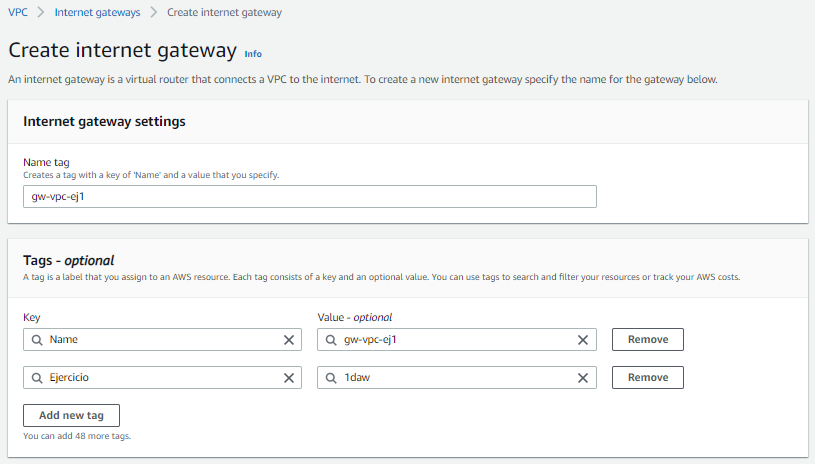 VPC > Internet gateways > Create internet gateway
Create internet gateway Info
An internet gateway is a virtual router that connects a VPC to the internet. To create a new internet gateway specify the name for the gateway below.
Internet gateway settings
Name tag
Creates a tag with a key of 'Name' and a value that you specify.
gw-vpc-ej1
Tags - optional
A tag is a label that you assign to an AWS resource. Each tag consists of a key and an optional value. You can use tags to search and filter your resources or track your AWS costs.
Key Value - optional
Name gw-vpc-ej1 Remove
Ejercicio 1daw Remove
Add new tag
You can add 48 more tags.